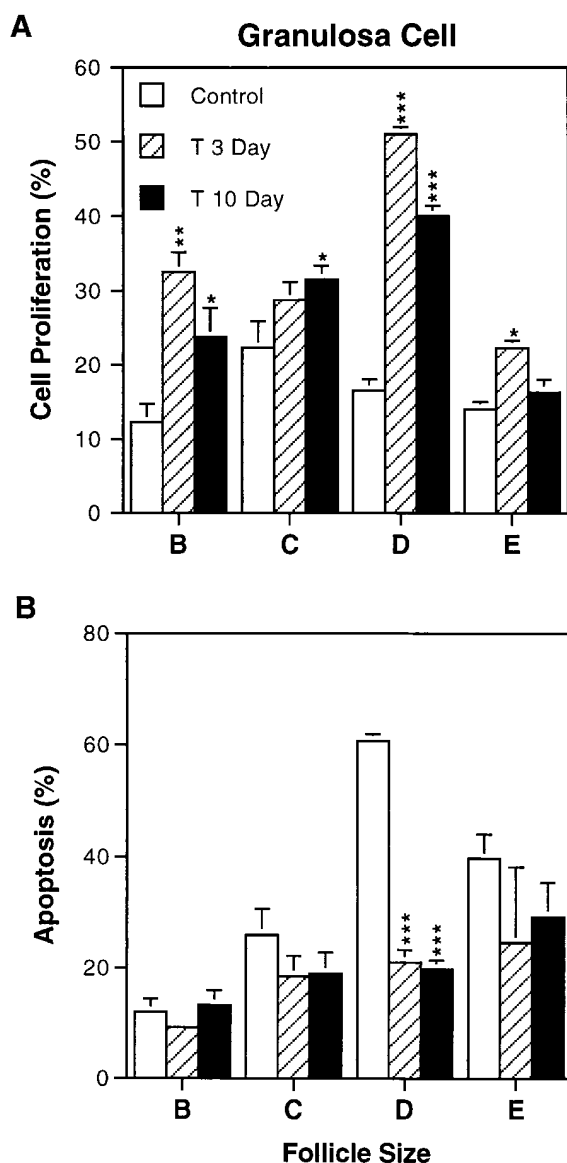 A
Granulosa Cell
Cell Proliferation (%)
60
50
40
30
20
10
0
Control
T 3 Day
T 10 Day
**
*
*
***
***
*
B
C
D
E
B
Apoptosis (%)
80
60
40
20
0
***
***
B
C
D
E
Follicle Size